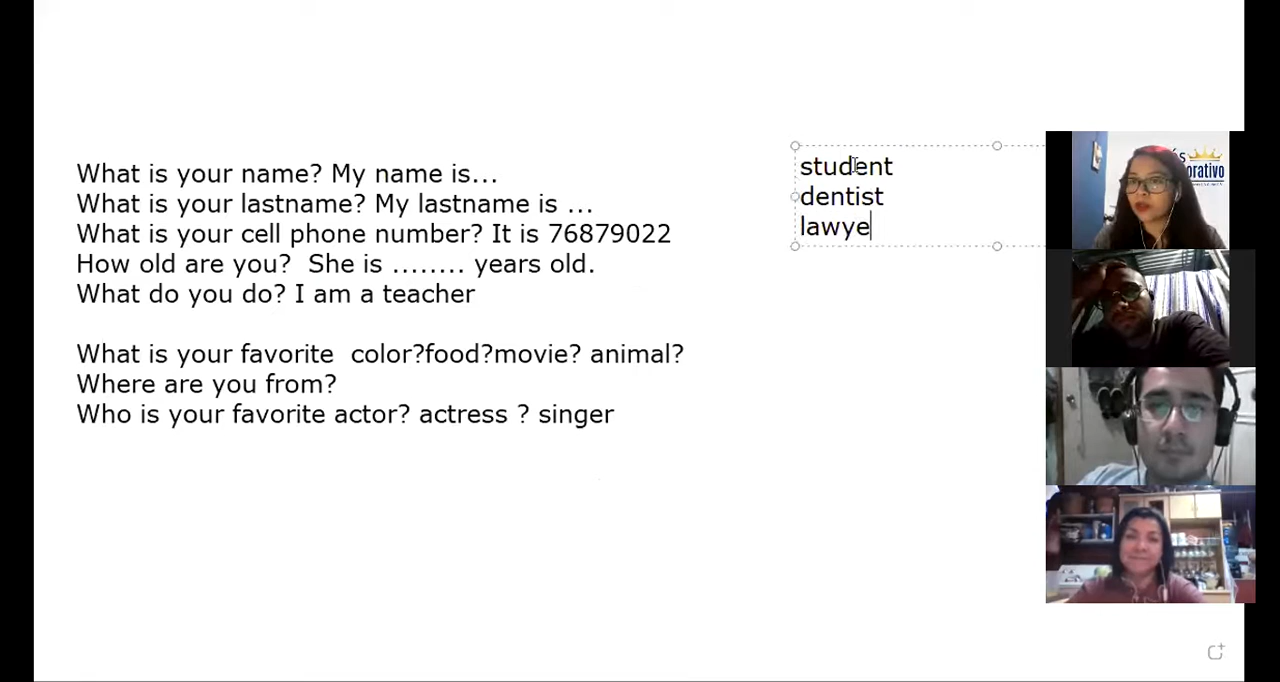 What is your name? My name is...
What is your lastname? My lastname is ...
What is your cell phone number? It is 76879022
How old are you?  She is ........ years old.
What do you do? I am a teacher
What is your favorite  color?food?movie? animal?
Where are you from?
Who is your favorite actor? actress ? singer
student
dentist
lawye